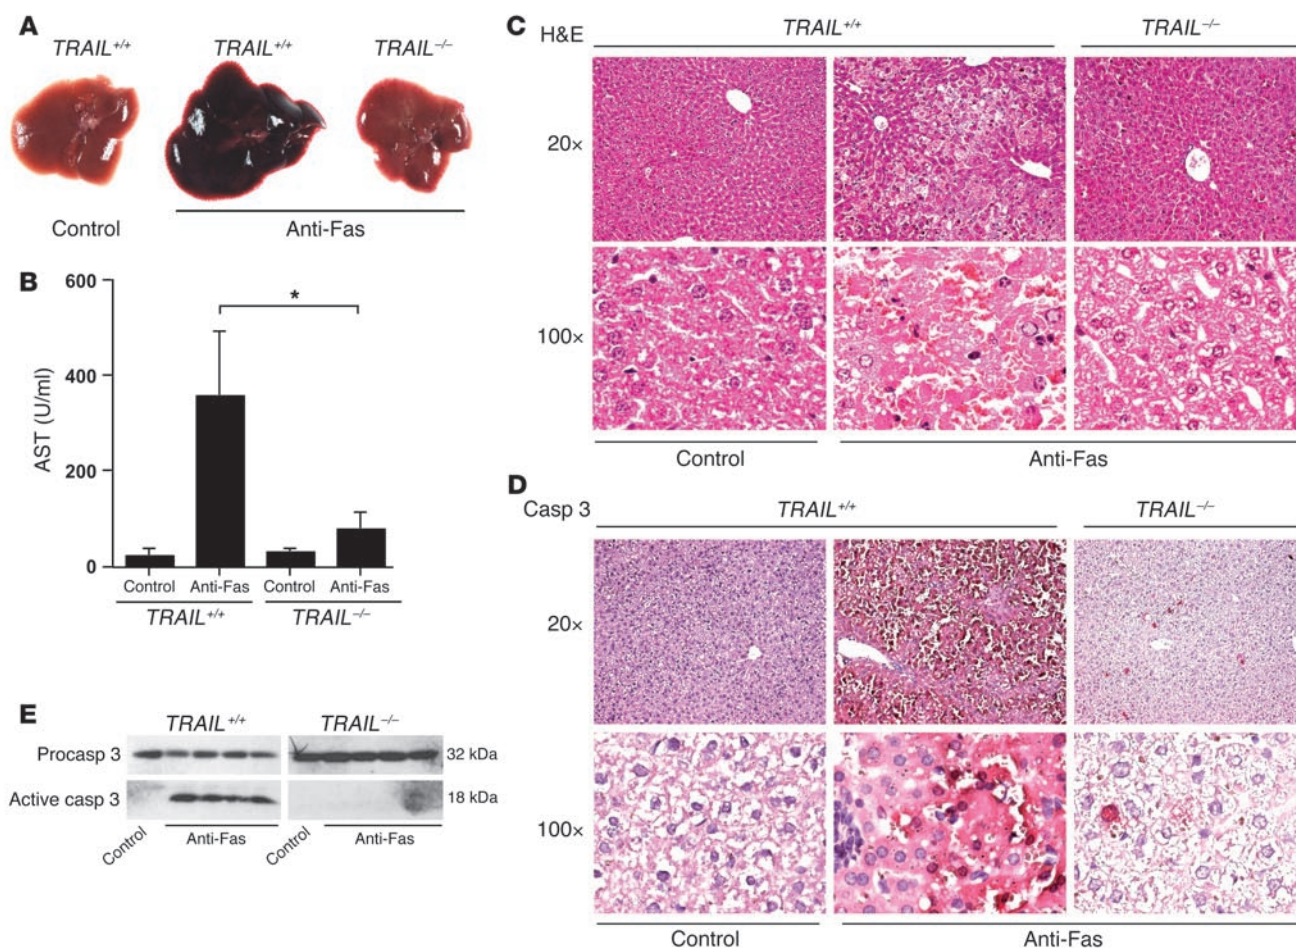 A
TRAIL+/+ TRAIL+/+ TRAIL−/−
Control Anti-Fas
B
600
400
200
0
AST (U/ml)
*
Control Anti-Fas Control Anti-Fas
TRAIL+/+ TRAIL−/−
C H&E TRAIL+/+ TRAIL−/−
20×
100×
Control Anti-Fas
D Casp 3 TRAIL+/+ TRAIL−/−
20×
100×
Control Anti-Fas
E
TRAIL+/+ TRAIL−/−
Procasp 3 32 kDa
Active casp 3 18 kDa
Control Anti-Fas Control Anti-Fas